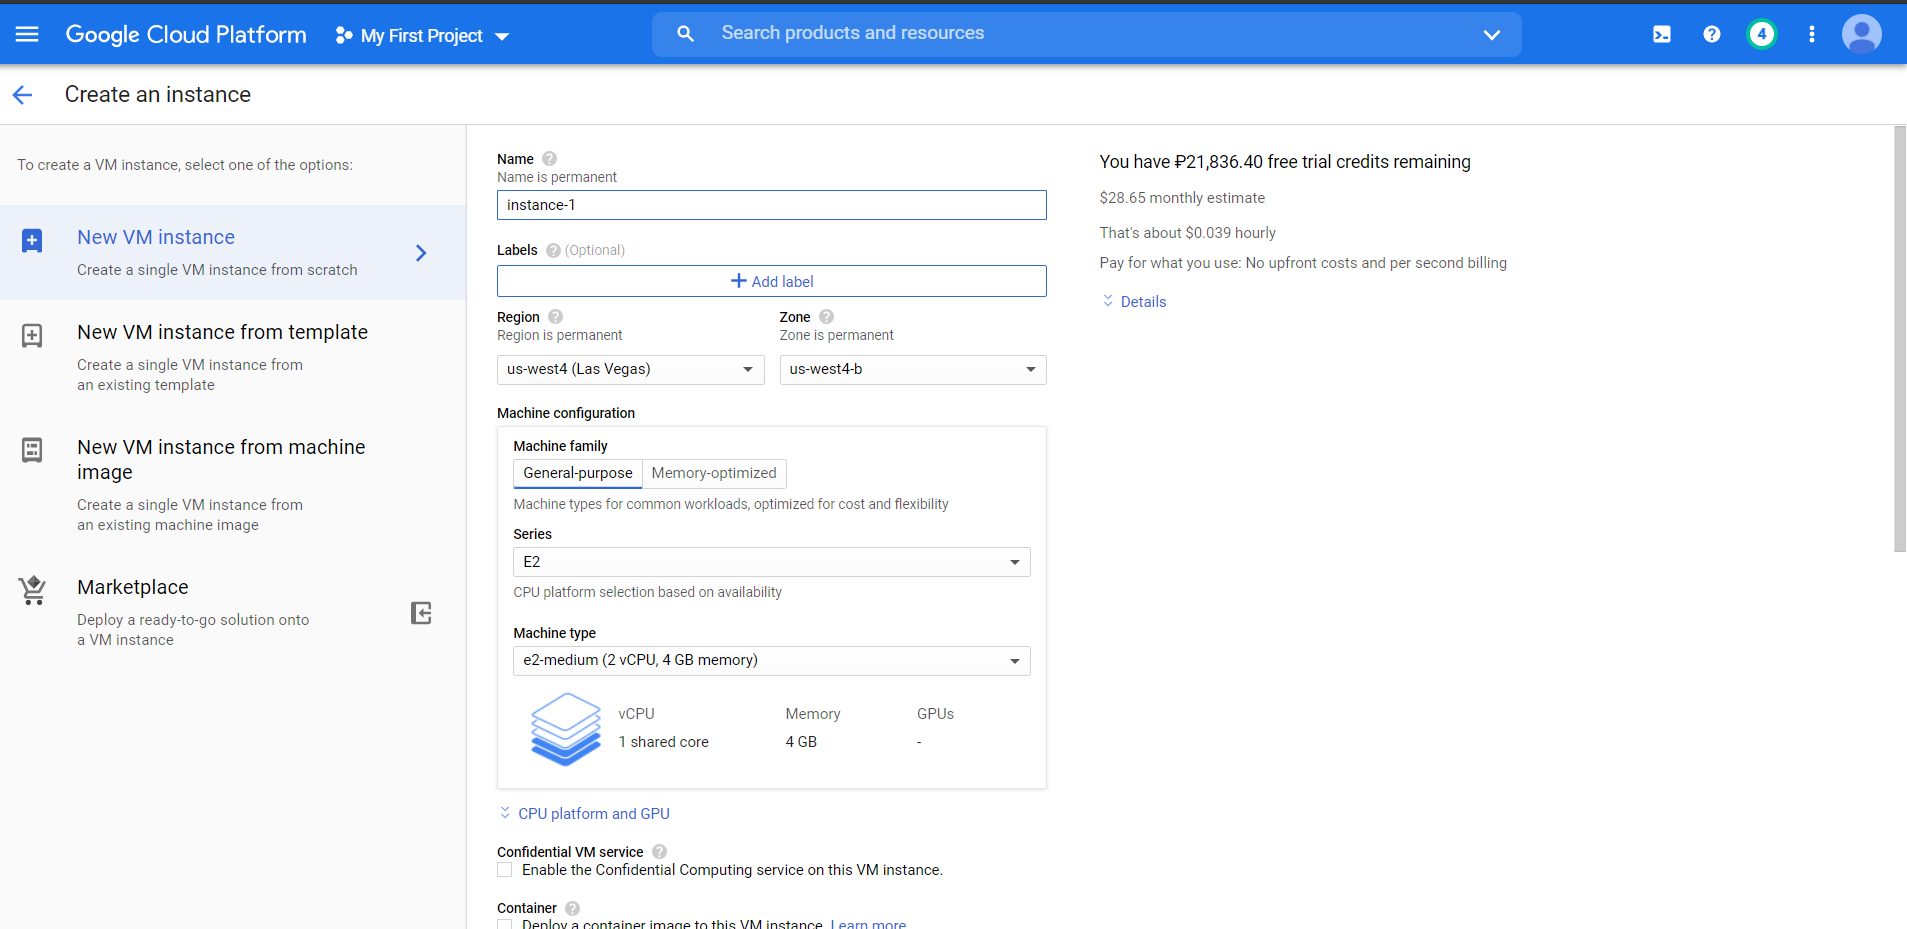 Google Cloud Platform
My First Project
Search products and resources
4
Create an instance
To create a VM instance, select one of the options:
New VM instance
Create a single VM instance from scratch
New VM instance from template
Create a single VM instance from
an existing template
New VM instance from machine
image
Create a single VM instance from
an existing machine image
Marketplace
Deploy a ready-to-go solution onto
a VM instance
Name
Name is permanent
instance-1
Labels (Optional)
Add label
Region
Region is permanent
us-west4 (Las Vegas)
Zone
Zone is permanent
us-west4-b
Machine configuration
Machine family
General-purpose Memory-optimized
Machine types for common workloads, optimized for cost and flexibility
Series
E2
CPU platform selection based on availability
Machine type
e2-medium (2 vCPU, 4 GB memory)
vCPU Memory GPUs
1 shared core 4 GB -
CPU platform and GPU
Confidential VM service
Enable the Confidential Computing service on this VM instance.
Container
Deploy a container image to this VM instance. Learn more
You have ₽21,836.40 free trial credits remaining
$28.65 monthly estimate
That's about $0.039 hourly
Pay for what you use: No upfront costs and per second billing
Details